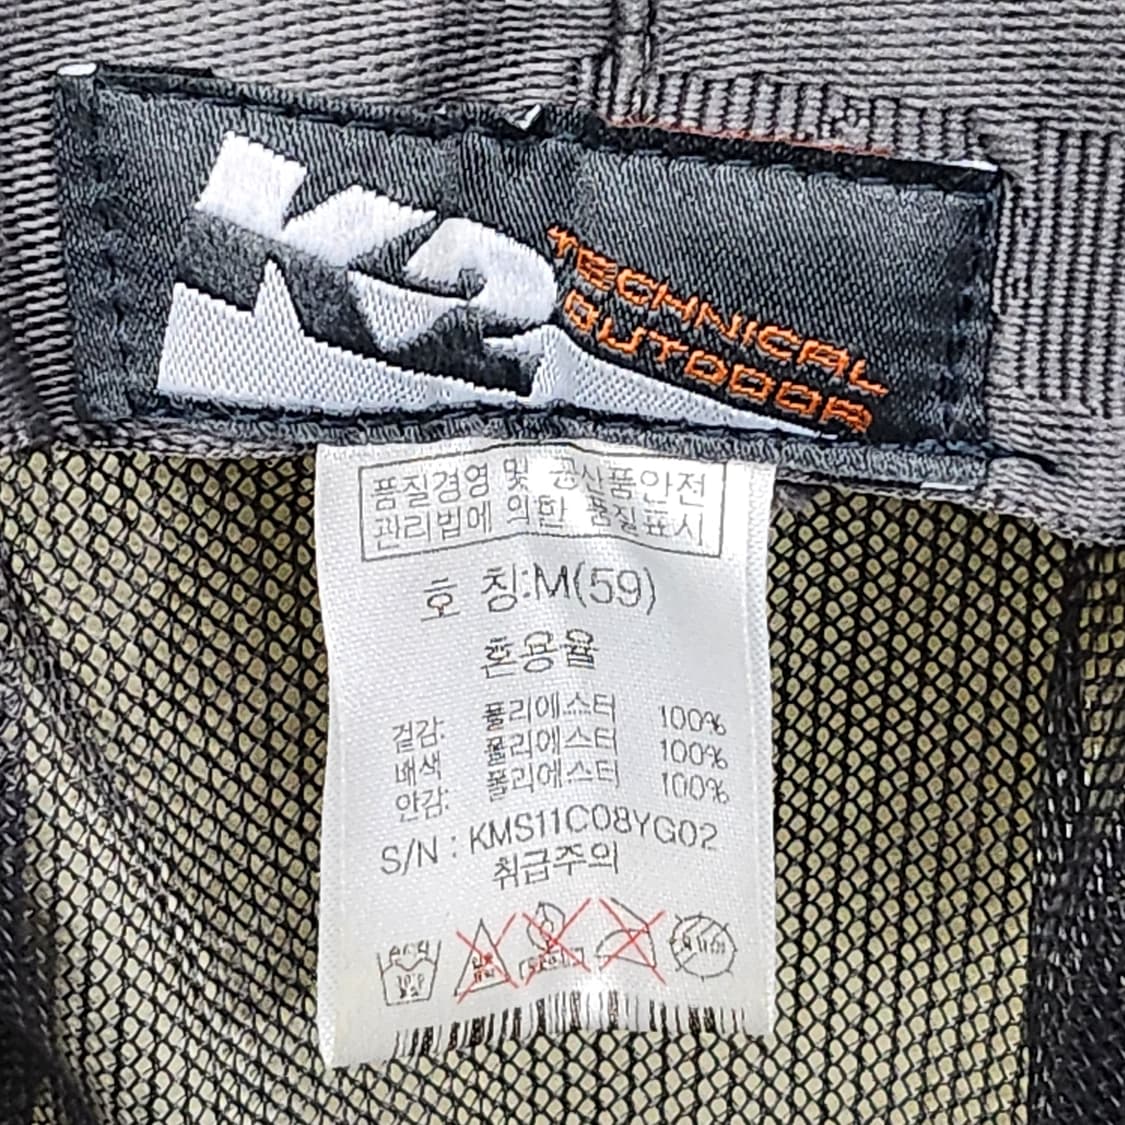 K2
TECHNICAL
OUTDOOR
품질경영 및 공산품안전
관리법에 의한 품질표시
호 칭:M(59)
혼용율
겉감: 폴리에스터 100%
배색 폴리에스터 100%
안감: 폴리에스터 100%
S/N : KMS11C08YG02
취급주의